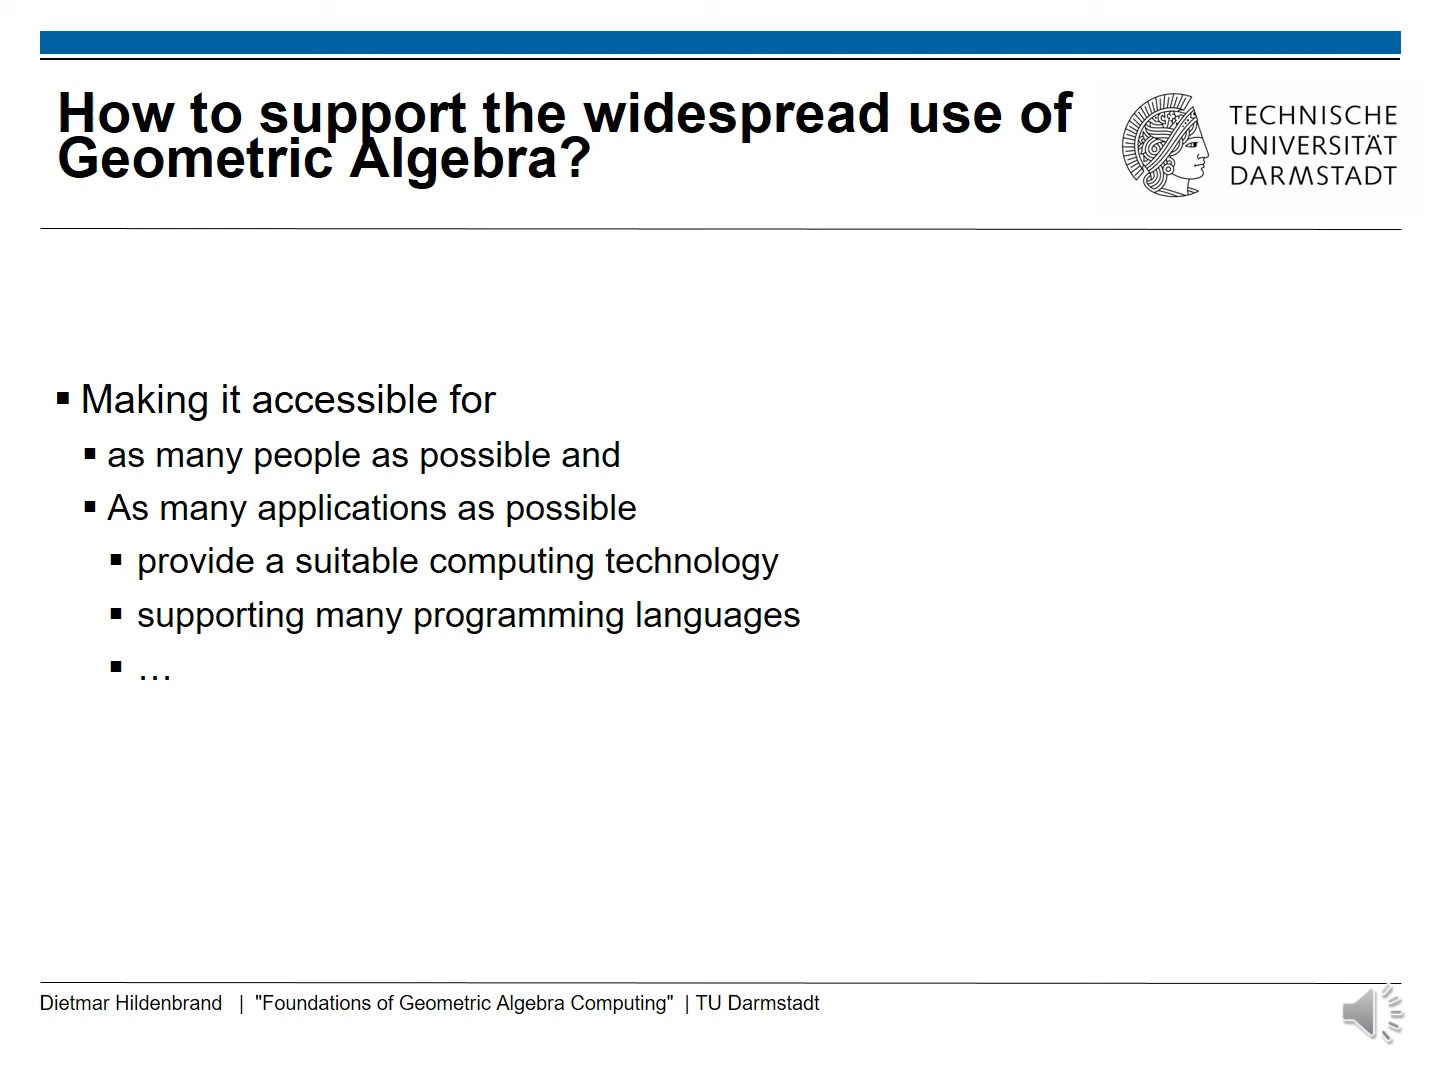 How to support the widespread use of
Geometric Algebra?
TECHNISCHE
UNIVERSITÄT
DARMSTADT
Making it accessible for
as many people as possible and
As many applications as possible
provide a suitable computing technology
supporting many programming languages
…
Dietmar Hildenbrand | "Foundations of Geometric Algebra Computing" | TU Darmstadt